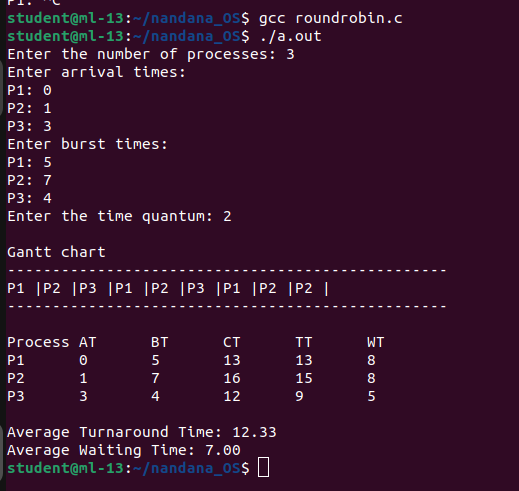 P1: ^C
student@ml-13:~/nandana_OS$ gcc roundrobin.c
student@ml-13:~/nandana_OS$ ./a.out
Enter the number of processes: 3
Enter arrival times:
P1: 0
P2: 1
P3: 3
Enter burst times:
P1: 5
P2: 7
P3: 4
Enter the time quantum: 2

Gantt chart
-------------------------------------------------
P1 |P2 |P3 |P1 |P2 |P3 |P1 |P2 |P2 |
-------------------------------------------------

Process AT      BT      CT      TT      WT
P1      0       5       13      13      8
P2      1       7       16      15      8
P3      3       4       12      9       5

Average Turnaround Time: 12.33
Average Waiting Time: 7.00
student@ml-13:~/nandana_OS$